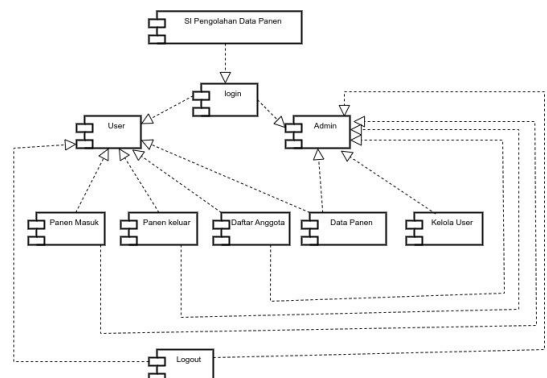 SI Pengolahan Data Panen
login
User
Admin
Panen Masuk
Panen keluar
Daftar Anggota
Data Panen
Kelola User
Logout